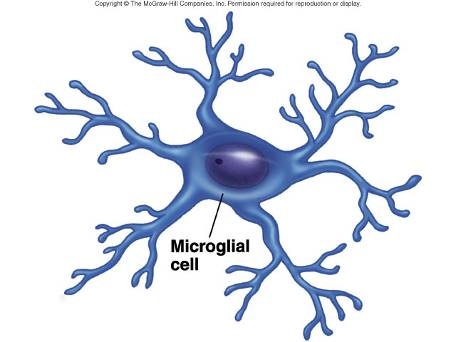 Copyright © The McGraw-Hill Companies, Inc. Permission required for reproduction or display.
Microglial
cell